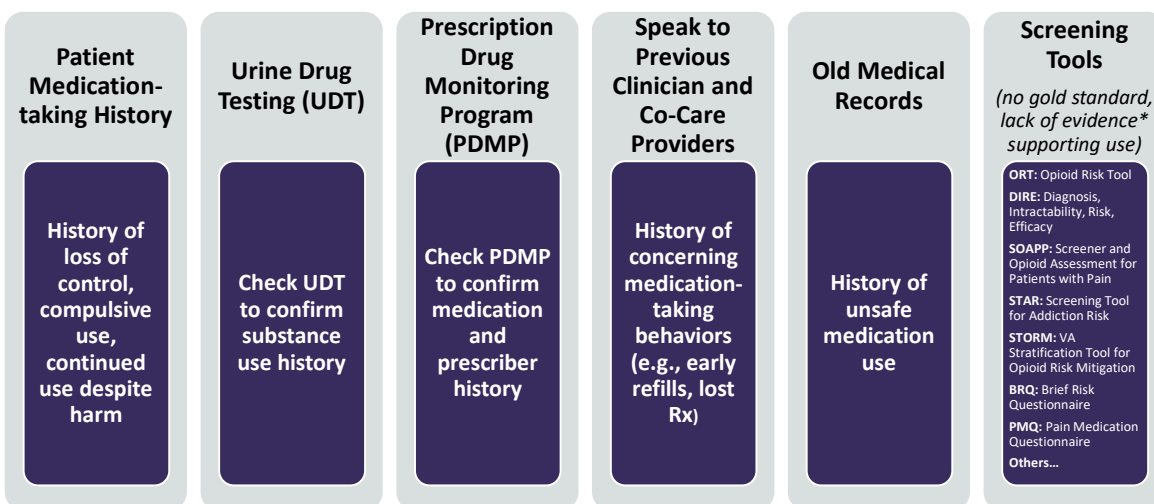 Patient
Medication-
taking History
History of
loss of
control,
compulsive
use,
continued
use despite
harm
Urine Drug
Testing (UDT)
Check UDT
to confirm
substance
use history
Prescription
Drug
Monitoring
Program
(PDMP)
Check PDMP
to confirm
medication
and
prescriber
history
Speak to
Previous
Clinician and
Co-Care
Providers
History of
concerning
medication-
taking
behaviors
(e.g., early
refills, lost
Rx)
Old Medical
Records
History of
unsafe
medication
use
Screening
Tools
(no gold standard,
lack of evidence*
supporting use)
ORT: Opioid Risk Tool
DIRE: Diagnosis,
Intractability, Risk,
Efficacy
SOAPP: Screener and
Opioid Assessment for
Patients with Pain
STAR: Screening Tool
for Addiction Risk
STORM: VA
Stratification Tool for
Opioid Risk Mitigation
BRQ: Brief Risk
Questionnaire
PMQ: Pain Medication
Questionnaire
Others...